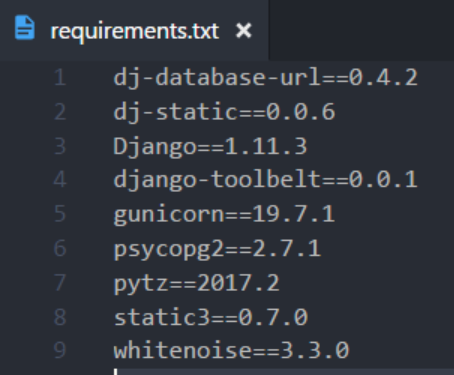 requirements.txt ×
1 dj-database-url==0.4.2
2 dj-static==0.0.6
3 Django==1.11.3
4 django-toolbelt==0.0.1
5 gunicorn==19.7.1
6 psycopg2==2.7.1
7 pytz==2017.2
8 static3==0.7.0
9 whitenoise==3.3.0